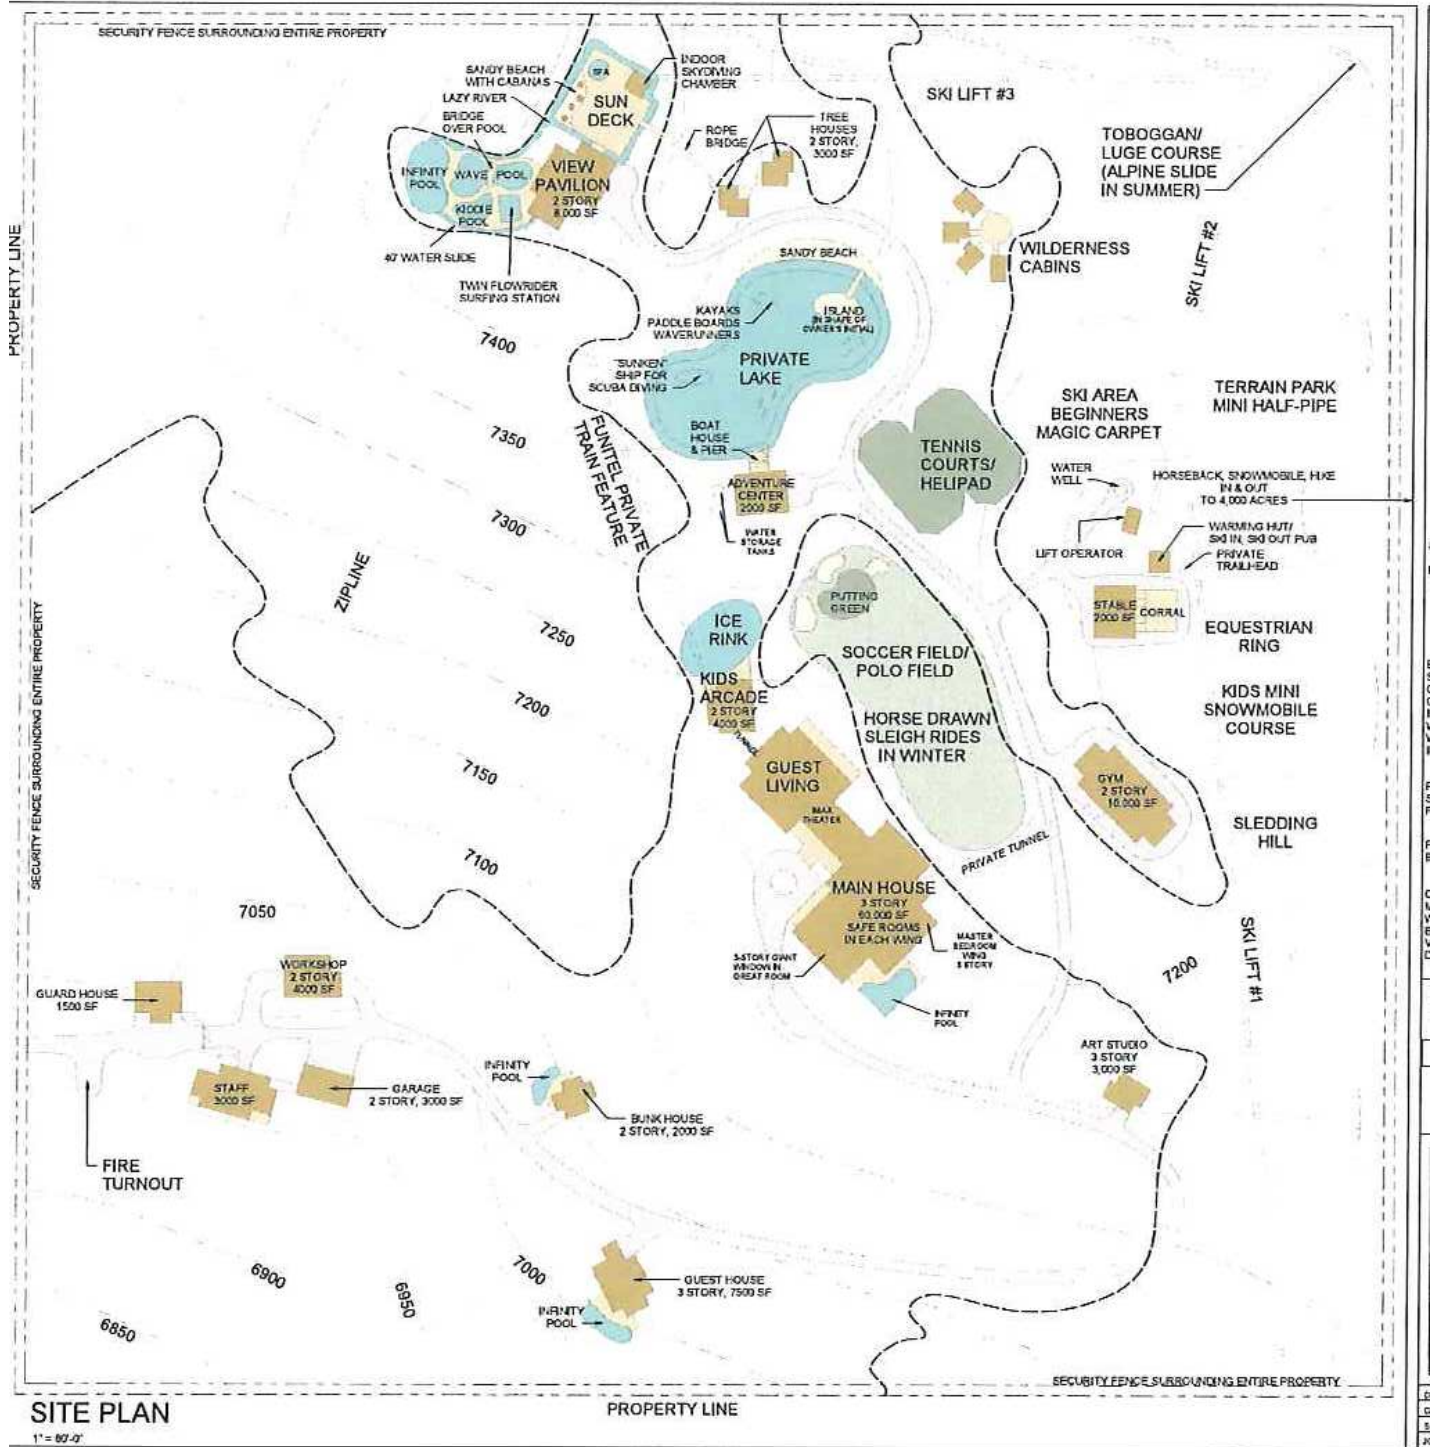 SECURITY FENCE SURROUNDING ENTIRE PROPERTY
SANDY BEACH
WITH CABANAS
LAZY RIVER
BRIDGE
OVER POOL
SPA
SUN
DECK
INDOOR
SKYDIVING
CHAMBER
ROPE
BRIDGE
TREE
HOUSES
2 STORY,
3000 SF
SKI LIFT #3
TOBOGGAN/
LUGE COURSE
(ALPINE SLIDE
IN SUMMER)
SKI LIFT #2
INFINITY
POOL
WAVE POOL
KIDDIE
POOL
VIEW
PAVILION
2 STORY
8,000 SF
40' WATER SLIDE
TWIN FLOWRIDER
SURFING STATION
WILDERNESS
CABINS
PROPERTY LINE
SANDY BEACH
KAYAKS
PADDLE BOARDS
WAVERUNNERS
ISLAND
(IN SHAPE OF
OWNER'S INITIAL)
"SUNKEN"
SHIP FOR
SCUBA DIVING
PRIVATE
LAKE
7400
7350
7300
7250
7200
7150
7100
7050
FUNITEL PRIVATE
TRAIN FEATURE
BOAT
HOUSE
& PIER
ADVENTURE
CENTER
2000 SF
WATER
STORAGE
TANKS
TENNIS
COURTS/
HELIPAD
SKI AREA
BEGINNERS
MAGIC CARPET
TERRAIN PARK
MINI HALF-PIPE
WATER
WELL
HORSEBACK, SNOWMOBILE, HIKE
IN & OUT
TO 4,000 ACRES
LIFT OPERATOR
WARMING HUT/
SKI IN, SKI OUT PUB
PRIVATE
TRAILHEAD
STABLE
2000 SF
CORRAL
EQUESTRIAN
RING
ZIPLINE
SECURITY FENCE SURROUNDING ENTIRE PROPERTY
PUTTING
GREEN
ICE
RINK
KIDS
ARCADE
2 STORY
4000 SF
TUNNEL
SOCCER FIELD/
POLO FIELD
HORSE DRAWN
SLEIGH RIDES
IN WINTER
KIDS MINI
SNOWMOBILE
COURSE
GUEST
LIVING
IMAX
THEATER
GYM
2 STORY
10,000 SF
SLEDDING
HILL
PRIVATE TUNNEL
MAIN HOUSE
3 STORY
60,000 SF
SAFE ROOMS
IN EACH WING
3-STORY GIANT
WINDOW IN
GREAT ROOM
MASTER
BEDROOM
WING
3 STORY
INFINITY
POOL
7200
SKI LIFT #1
WORKSHOP
2 STORY
4000 SF
GUARD HOUSE
1500 SF
STAFF
3000 SF
GARAGE
2 STORY, 3000 SF
INFINITY
POOL
BUNK HOUSE
2 STORY, 2000 SF
ART STUDIO
3 STORY
3,000 SF
FIRE
TURNOUT
GUEST HOUSE
3 STORY, 7500 SF
INFINITY
POOL
7000
6950
6900
6850
SECURITY FENCE SURROUNDING ENTIRE PROPERTY
SITE PLAN
1" = 80'-0"
PROPERTY LINE